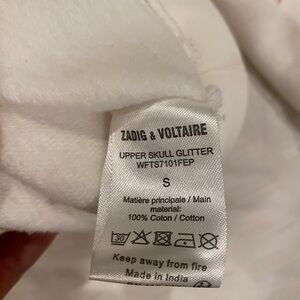 ZADIG & VOLTAIRE
UPPER SKULL GLITTER
WFTS7101FEP
S
Matière principale / Main
material:
100% Coton / Cotton
30
Keep away from fire
Made in India